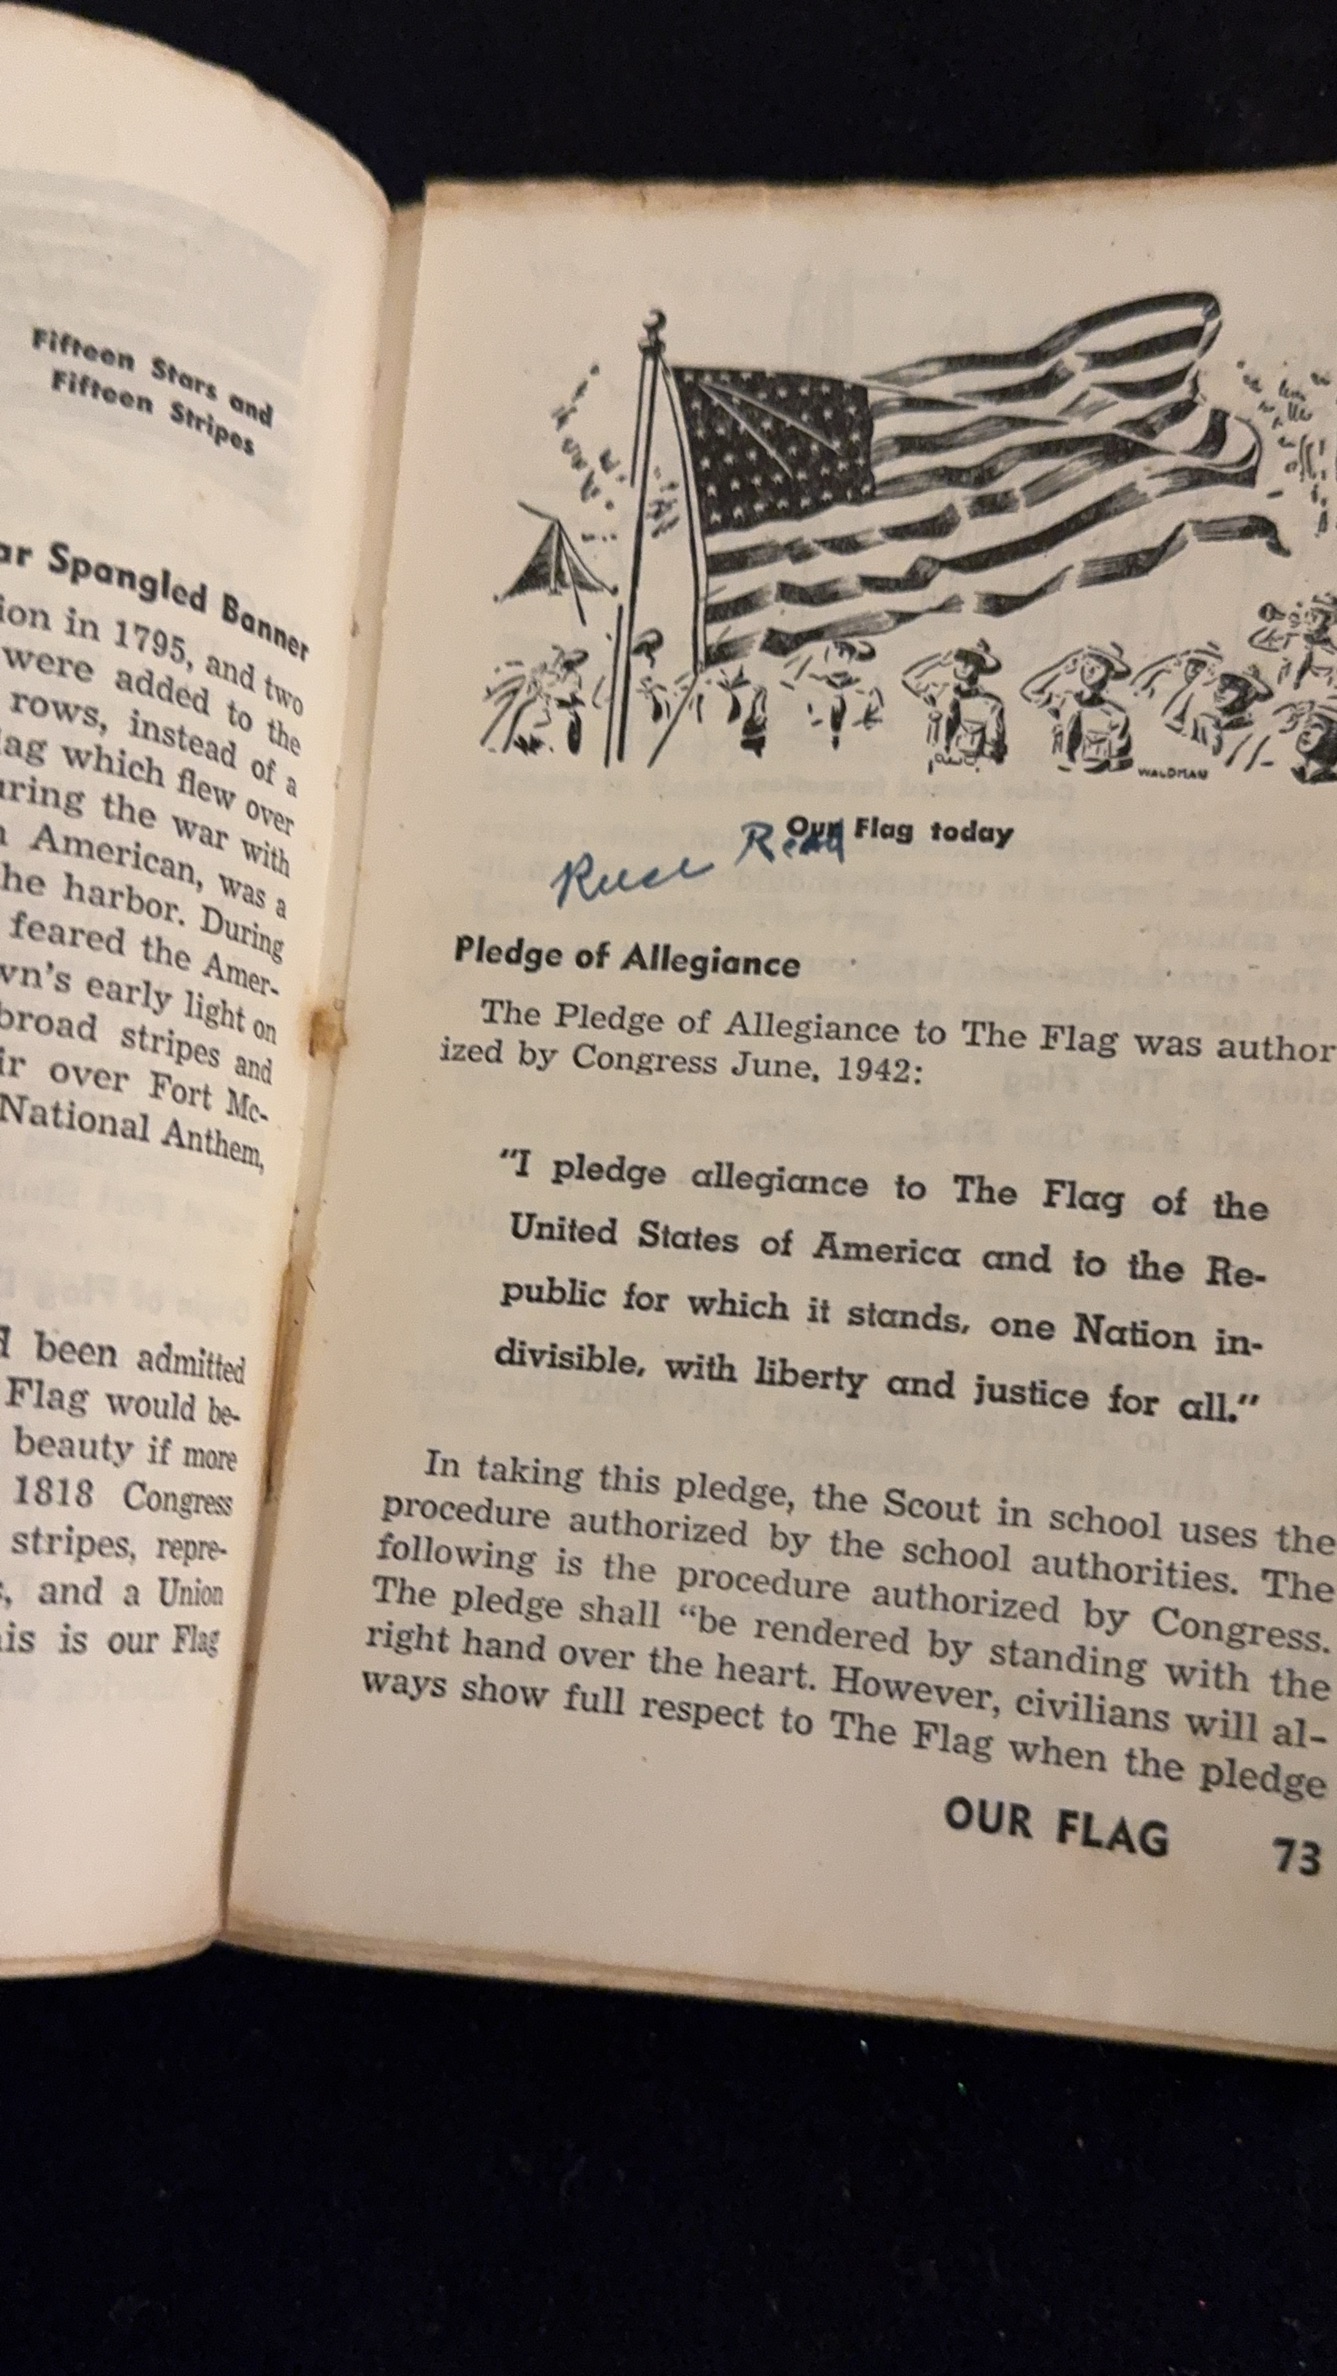 Fifteen Stars and
Fifteen Stripes
Spangled Banner
ion in 1795, and two
were added to the
rows, instead of a
lag which flew over
uring the war with
American, was a
he harbor. During
feared the Amer-
wn's early light on
broad stripes and
ir over Fort Mc-
National Anthem,
been admitted
Flag would be-
beauty if more
1818 Congress
stripes, repre-
, and a Union
is is our Flag
WALDMAN
Our Flag today
Pledge of Allegiance
The Pledge of Allegiance to The Flag was author
ized by Congress June, 1942:
"I pledge allegiance to The Flag of the
United States of America and to the Re-
public for which it stands, one Nation in-
divisible, with liberty and justice for all."
In taking this pledge, the Scout in school uses the
procedure authorized by the school authorities. The
following is the procedure authorized by Congress.
The pledge shall "be rendered by standing with the
right hand over the heart. However, civilians will al-
ways show full respect to The Flag when the pledge
OUR FLAG 73